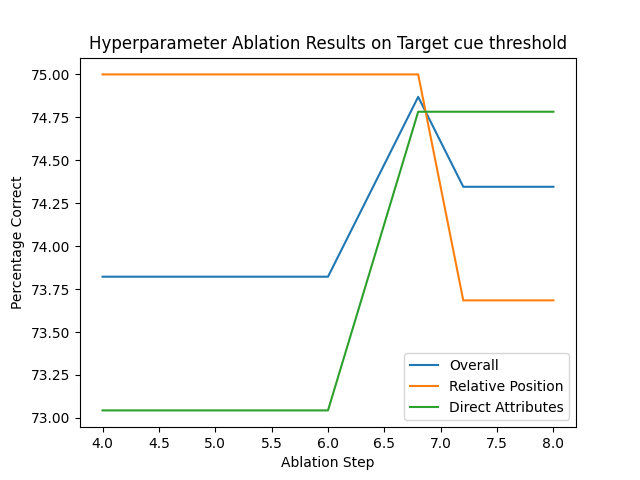 Hyperparameter Ablation Results on Target cue threshold
75.00
74.75
74.50
74.25
74.00
73.75
73.50
73.25
73.00
Percentage Correct
Overall
Relative Position
Direct Attributes
4.0 4.5 5.0 5.5 6.0 6.5 7.0 7.5 8.0
Ablation Step